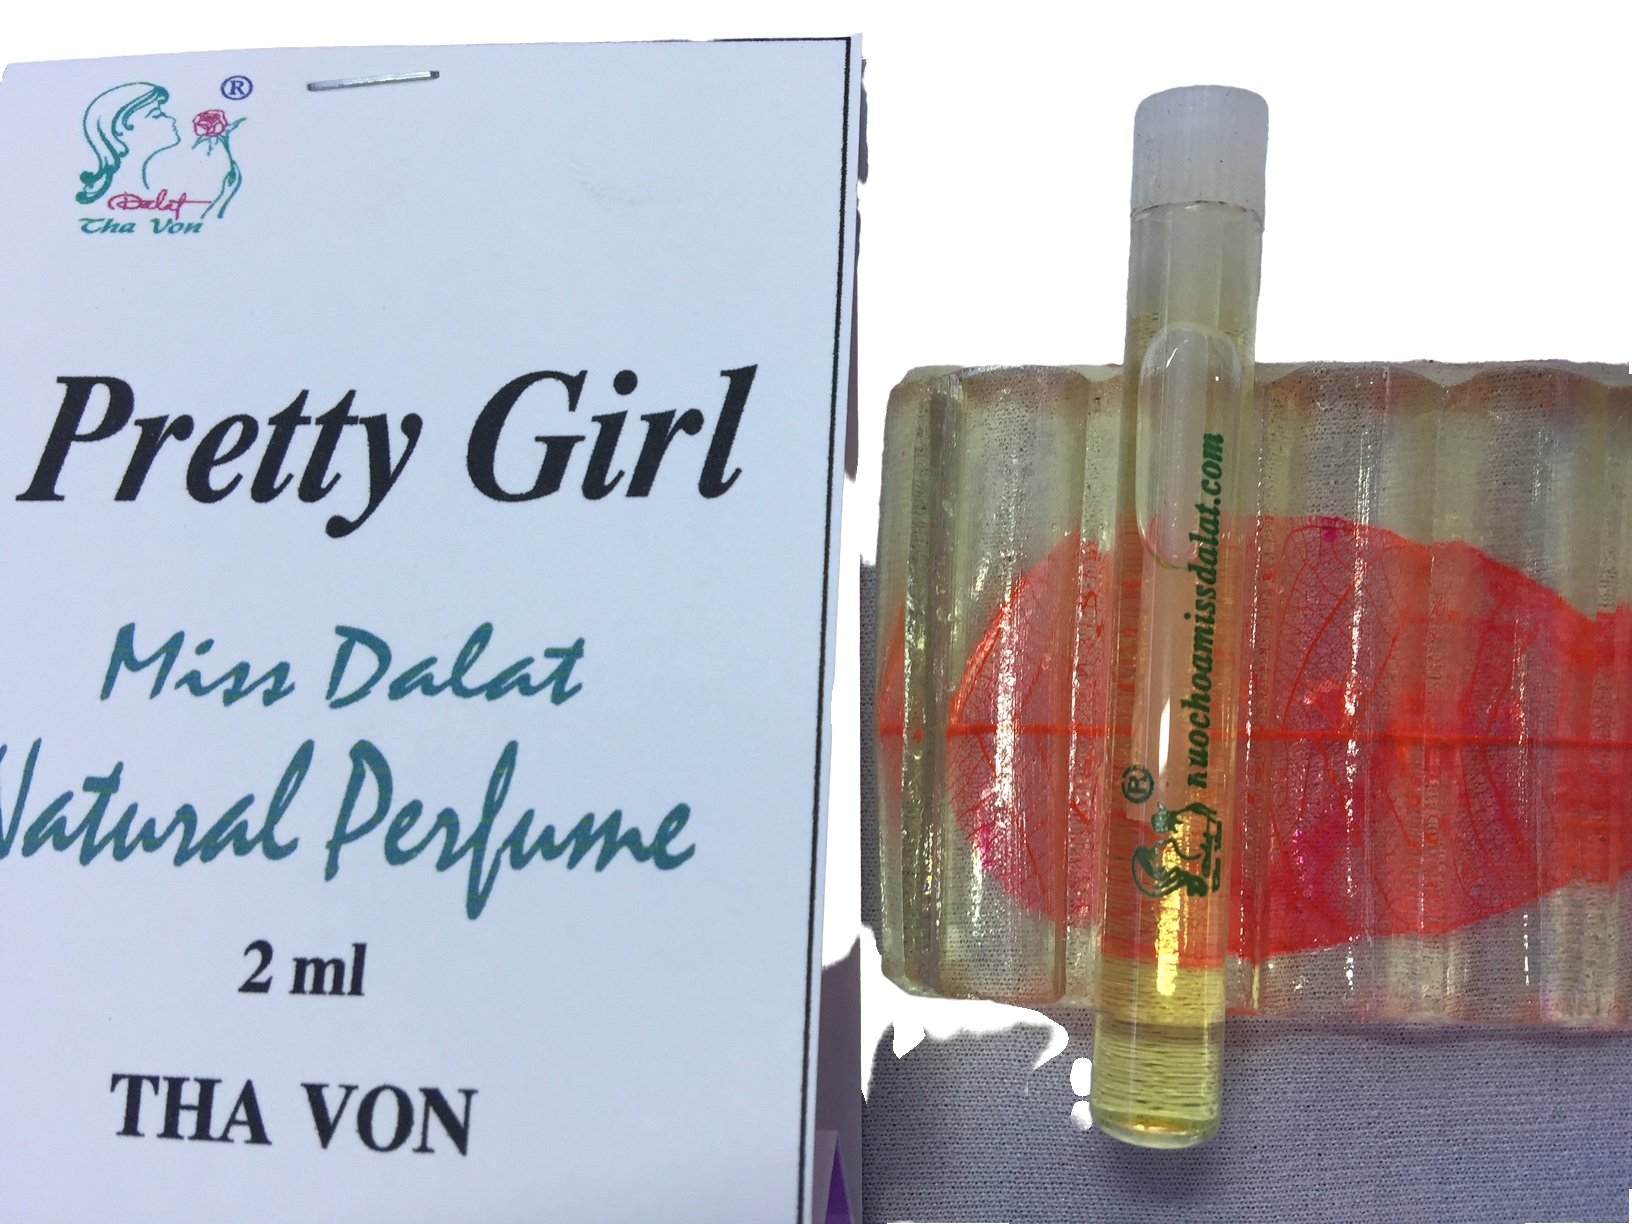 ®
Dalat
Tha Von
Pretty Girl
Miss Dalat
Natural Perfume
2 ml
THA VON
® nuochoamissdalat.com